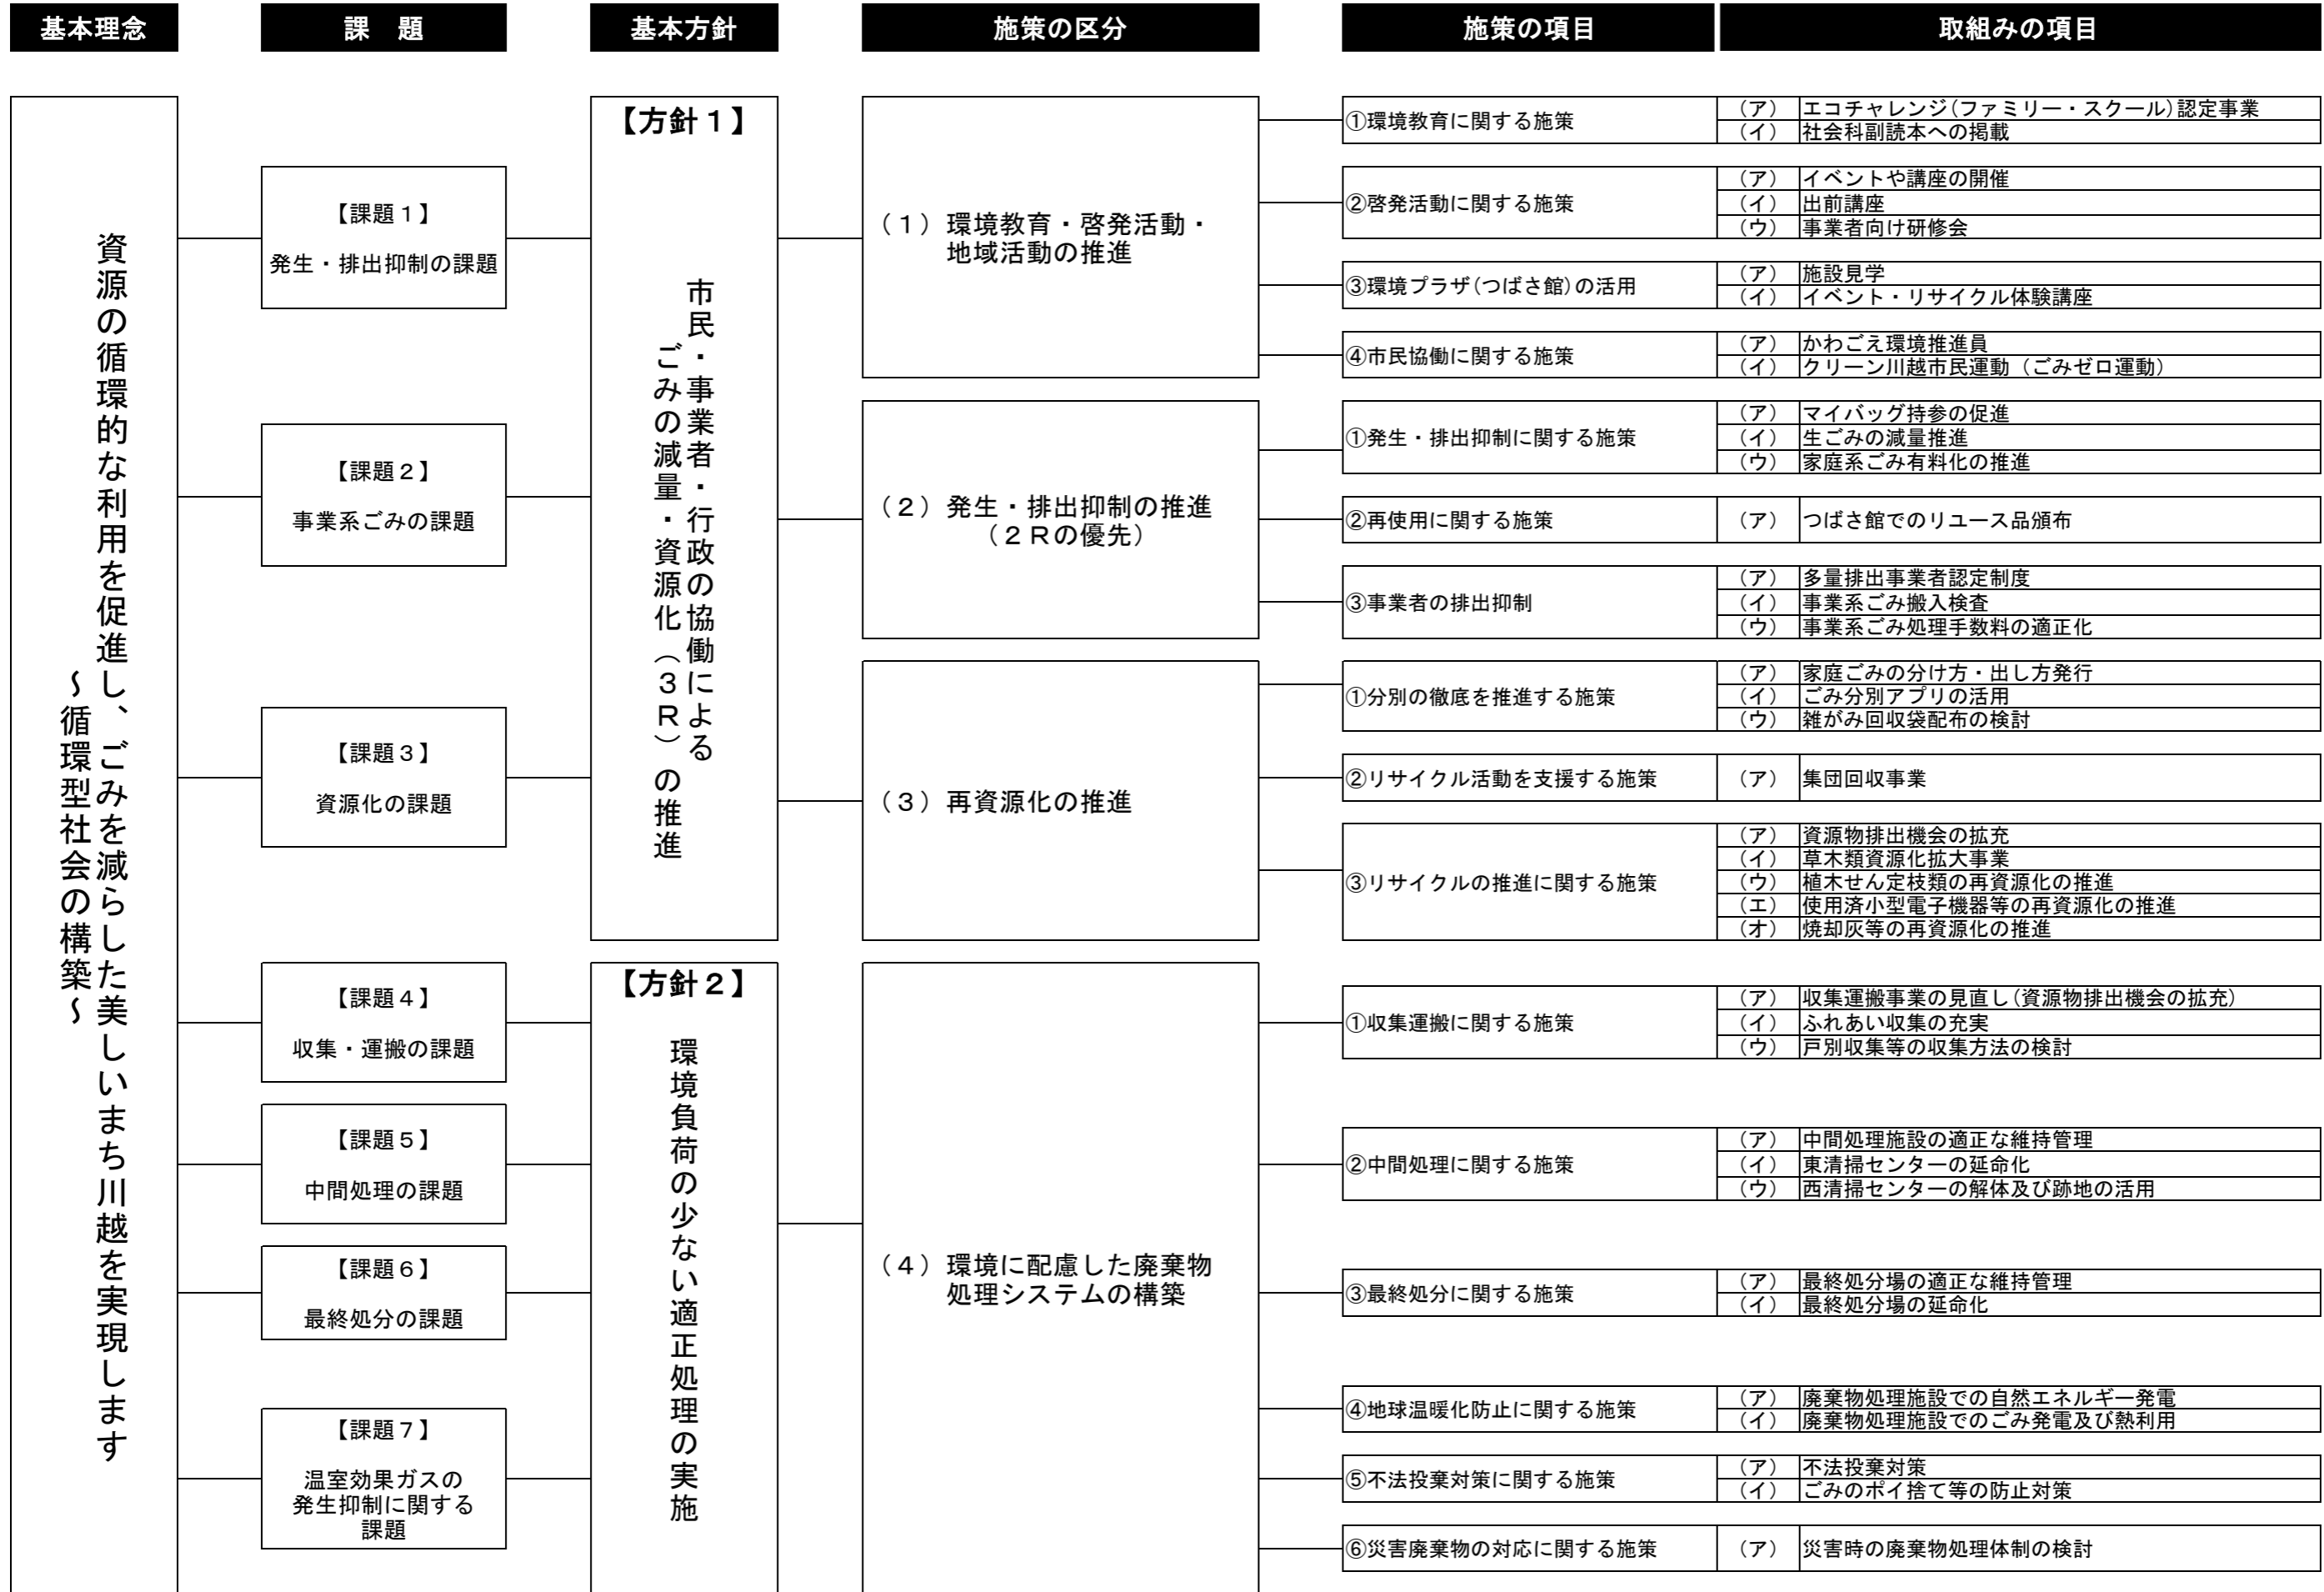 基本理念
課　題
基本方針
施策の区分
施策の項目
取組みの項目
資源の循環的な利用を促進し、ごみを減らした美しいまち川越を実現します
～循環型社会の構築～
【課題１】
発生・排出抑制の課題
【課題２】
事業系ごみの課題
【課題３】
資源化の課題
【課題４】
収集・運搬の課題
【課題５】
中間処理の課題
【課題６】
最終処分の課題
【課題７】
温室効果ガスの
発生抑制に関する
課題
【方針１】
市民・事業者・行政の協働による
ごみの減量・資源化（３Ｒ）の推進
【方針２】
環境負荷の少ない適正処理の実施
（１）環境教育・啓発活動・
地域活動の推進
①環境教育に関する施策
（ア）エコチャレンジ(ファミリー・スクール)認定事業
（イ）社会科副読本への掲載
②啓発活動に関する施策
（ア）イベントや講座の開催
（イ）出前講座
（ウ）事業者向け研修会
③環境プラザ(つばさ館)の活用
（ア）施設見学
（イ）イベント・リサイクル体験講座
④市民協働に関する施策
（ア）かわごえ環境推進員
（イ）クリーン川越市民運動（ごみゼロ運動）
（２）発生・排出抑制の推進
（２Ｒの優先）
①発生・排出抑制に関する施策
（ア）マイバッグ持参の促進
（イ）生ごみの減量推進
（ウ）家庭系ごみ有料化の推進
②再使用に関する施策
（ア）つばさ館でのリユース品頒布
③事業者の排出抑制
（ア）多量排出事業者認定制度
（イ）事業系ごみ搬入検査
（ウ）事業系ごみ処理手数料の適正化
（３）再資源化の推進
①分別の徹底を推進する施策
（ア）家庭ごみの分け方・出し方発行
（イ）ごみ分別アプリの活用
（ウ）雑がみ回収袋配布の検討
②リサイクル活動を支援する施策
（ア）集団回収事業
③リサイクルの推進に関する施策
（ア）資源物排出機会の拡充
（イ）草木類資源化拡大事業
（ウ）植木せん定枝類の再資源化の推進
（エ）使用済小型電子機器等の再資源化の推進
（オ）焼却灰等の再資源化の推進
（４）環境に配慮した廃棄物
処理システムの構築
①収集運搬に関する施策
（ア）収集運搬事業の見直し(資源物排出機会の拡充)
（イ）ふれあい収集の充実
（ウ）戸別収集等の収集方法の検討
②中間処理に関する施策
（ア）中間処理施設の適正な維持管理
（イ）東清掃センターの延命化
（ウ）西清掃センターの解体及び跡地の活用
③最終処分に関する施策
（ア）最終処分場の適正な維持管理
（イ）最終処分場の延命化
④地球温暖化防止に関する施策
（ア）廃棄物処理施設での自然エネルギー発電
（イ）廃棄物処理施設でのごみ発電及び熱利用
⑤不法投棄対策に関する施策
（ア）不法投棄対策
（イ）ごみのポイ捨て等の防止対策
⑥災害廃棄物の対応に関する施策
（ア）災害時の廃棄物処理体制の検討